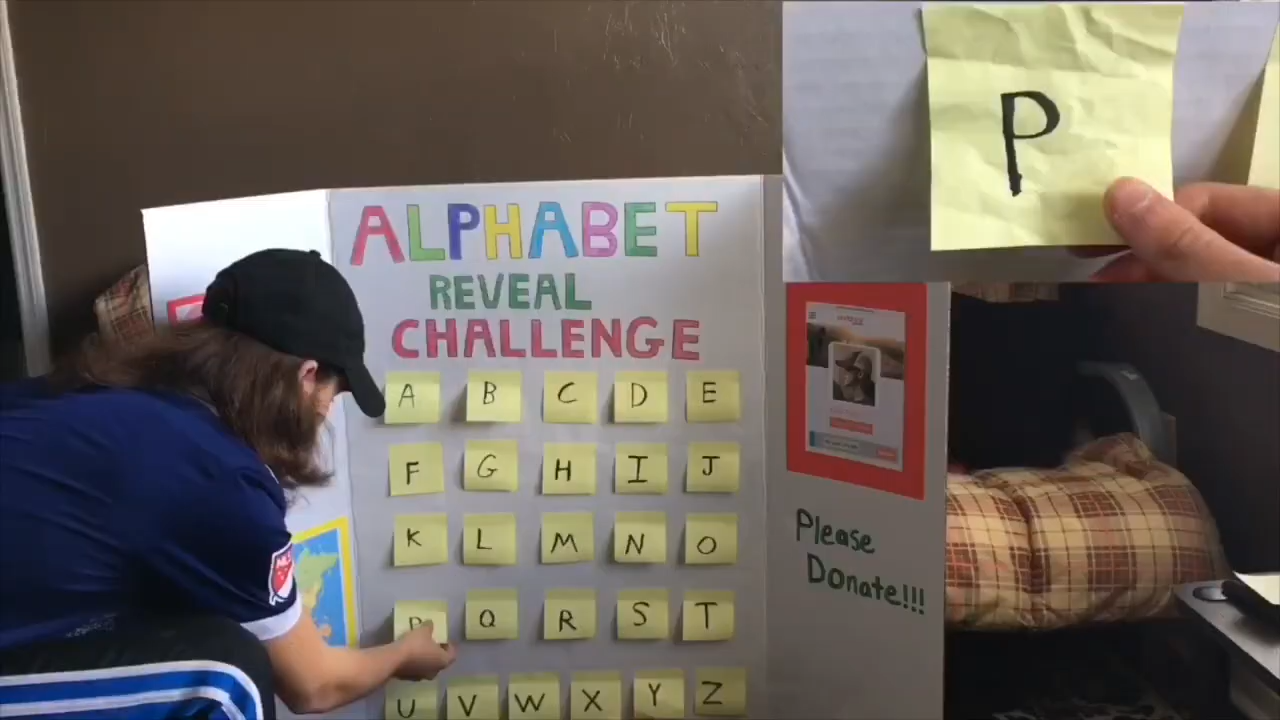 ALPHABET
REVEAL
CHALLENGE
A B C D E
F G H I J
K L M N O
P Q R S T
U V W X Y Z
P
Please
Donate!!!